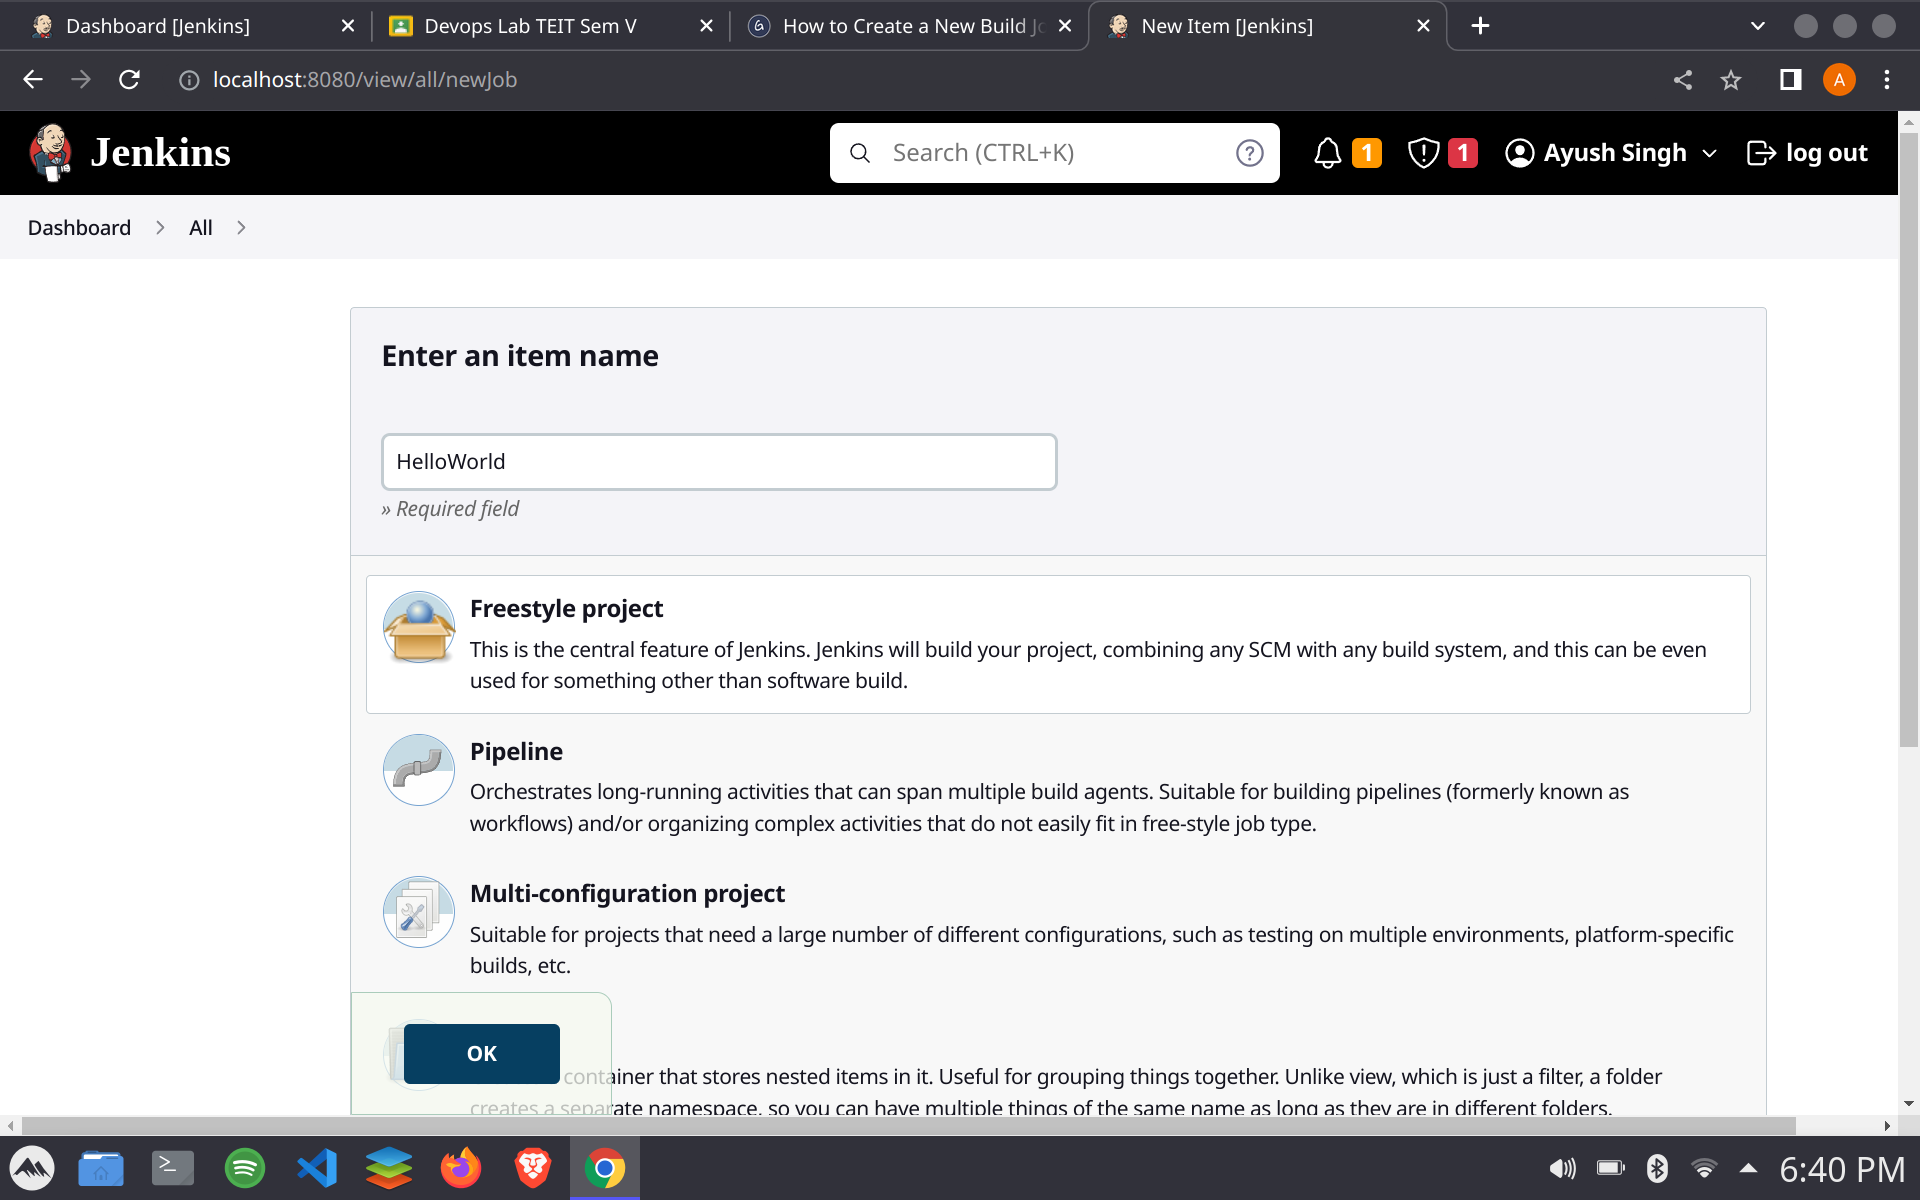 Dashboard [Jenkins]
Devops Lab TEIT Sem V
How to Create a New Build Jo
New Item [Jenkins]
localhost:8080/view/all/newJob
A
Jenkins
Search (CTRL+K)
1
1
Ayush Singh
log out
Dashboard
All
Enter an item name
HelloWorld
» Required field
Freestyle project
This is the central feature of Jenkins. Jenkins will build your project, combining any SCM with any build system, and this can be even
used for something other than software build.
Pipeline
Orchestrates long-running activities that can span multiple build agents. Suitable for building pipelines (formerly known as
workflows) and/or organizing complex activities that do not easily fit in free-style job type.
Multi-configuration project
Suitable for projects that need a large number of different configurations, such as testing on multiple environments, platform-specific
builds, etc.
OK
container that stores nested items in it. Useful for grouping things together. Unlike view, which is just a filter, a folder
creates a separate namespace, so you can have multiple things of the same name as long as they are in different folders.
6:40 PM